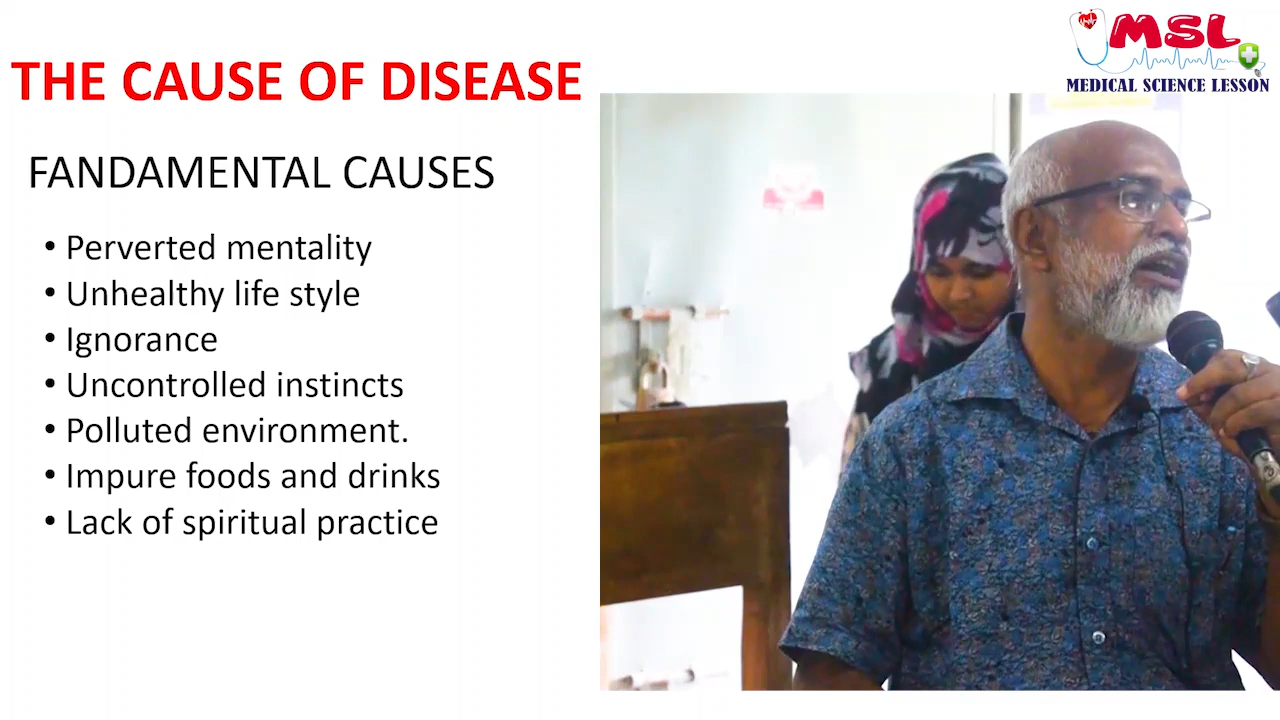 MSL
MEDICAL SCIENCE LESSON
THE CAUSE OF DISEASE
FANDAMENTAL CAUSES
• Perverted mentality
• Unhealthy life style
• Ignorance
• Uncontrolled instincts
• Polluted environment.
• Impure foods and drinks
• Lack of spiritual practice